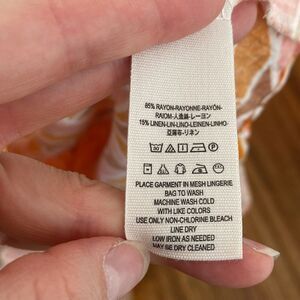 85% RAYON-RAYONNE-RAYÓN-
RAIOM-人造絲-レーヨン
15% LINEN-LIN-LINO-LEINEN-LINHO-
亞麻布-リネン
30
PLACE GARMENT IN MESH LINGERIE
BAG TO WASH
MACHINE WASH COLD
WITH LIKE COLORS
USE ONLY NON-CHLORINE BLEACH
LINE DRY
LOW IRON AS NEEDED
MAY BE DRY CLEANED